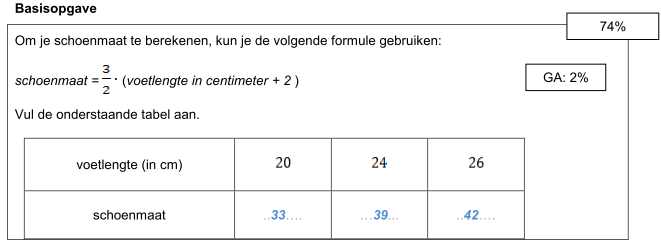 Basisopgave
74%
Om je schoenmaat te berekenen, kun je de volgende formule gebruiken:
schoenmaat = 3/2 · (voetlengte in centimeter + 2 )
GA: 2%
Vul de onderstaande tabel aan.
voetlengte (in cm) 20 24 26
schoenmaat ..33.... ...39... ..42....